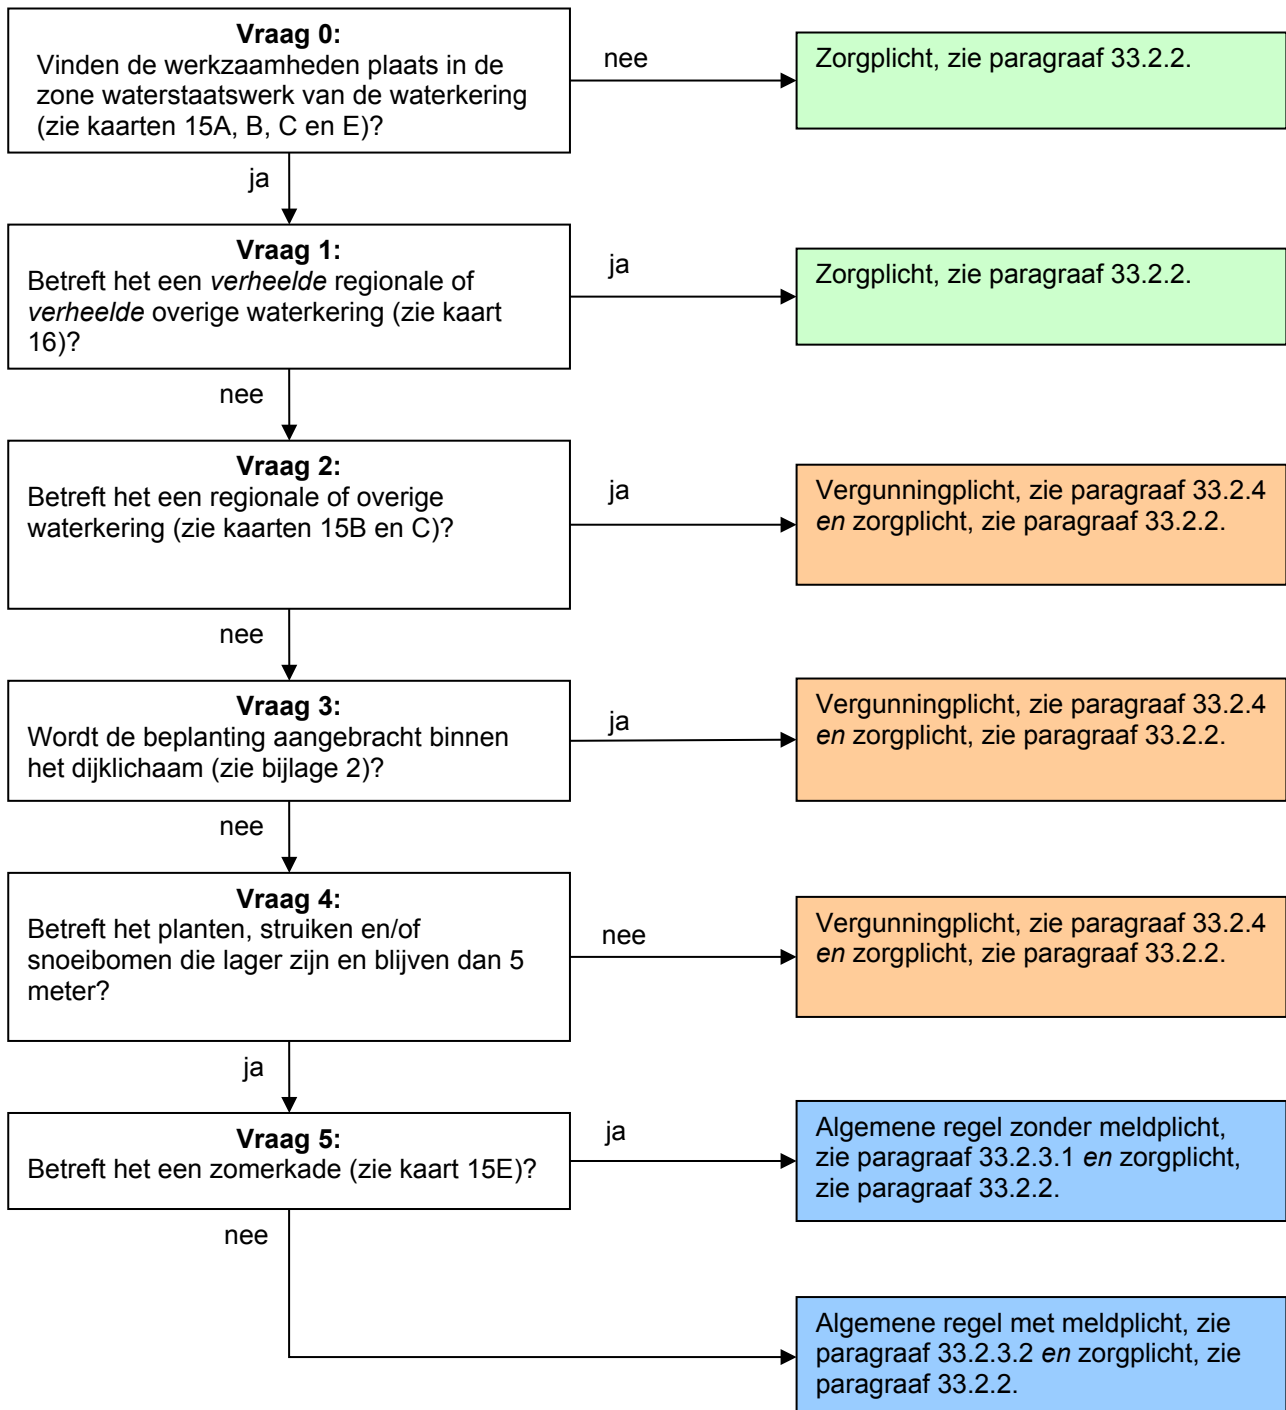 Vraag 0:
Vinden de werkzaamheden plaats in de
zone waterstaatswerk van de waterkering
(zie kaarten 15A, B, C en E)?
nee
Zorgplicht, zie paragraaf 33.2.2.
ja
Vraag 1:
Betreft het een verheelde regionale of
verheelde overige waterkering (zie kaart
16)?
ja
Zorgplicht, zie paragraaf 33.2.2.
nee
Vraag 2:
Betreft het een regionale of overige
waterkering (zie kaarten 15B en C)?
ja
Vergunningplicht, zie paragraaf 33.2.4
en zorgplicht, zie paragraaf 33.2.2.
nee
Vraag 3:
Wordt de beplanting aangebracht binnen
het dijklichaam (zie bijlage 2)?
ja
Vergunningplicht, zie paragraaf 33.2.4
en zorgplicht, zie paragraaf 33.2.2.
nee
Vraag 4:
Betreft het planten, struiken en/of
snoeibomen die lager zijn en blijven dan 5
meter?
nee
Vergunningplicht, zie paragraaf 33.2.4
en zorgplicht, zie paragraaf 33.2.2.
ja
Vraag 5:
Betreft het een zomerkade (zie kaart 15E)?
ja
Algemene regel zonder meldplicht,
zie paragraaf 33.2.3.1 en zorgplicht,
zie paragraaf 33.2.2.
nee
Algemene regel met meldplicht, zie
paragraaf 33.2.3.2 en zorgplicht, zie
paragraaf 33.2.2.